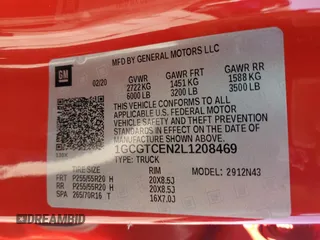 MFD BY GENERAL MOTORS LLC
GM
02/20
GVWR GAWR FRT GAWR RR
2722 KG 1451 KG 1588 KG
6000 LB 3200 LB 3500 LB
THIS VEHICLE CONFORMS TO ALL
APPLICABLE U.S. FEDERAL MOTOR
VEHICLE SAFETY AND THEFT
PREVENTION STANDARDS IN
EFFECT ON THE DATE OF
MANUFACTURE SHOWN ABOVE.
1GCGTCEN2L1208469
TYPE: TRUCK MODEL: 2912N43
TIRE SIZE RIM
FRT P255/55R20 H 20X8.5J
RR P255/55R20 H 20X8.5J
SPA 265/70R16 T 16X7.0J
DREAMBID